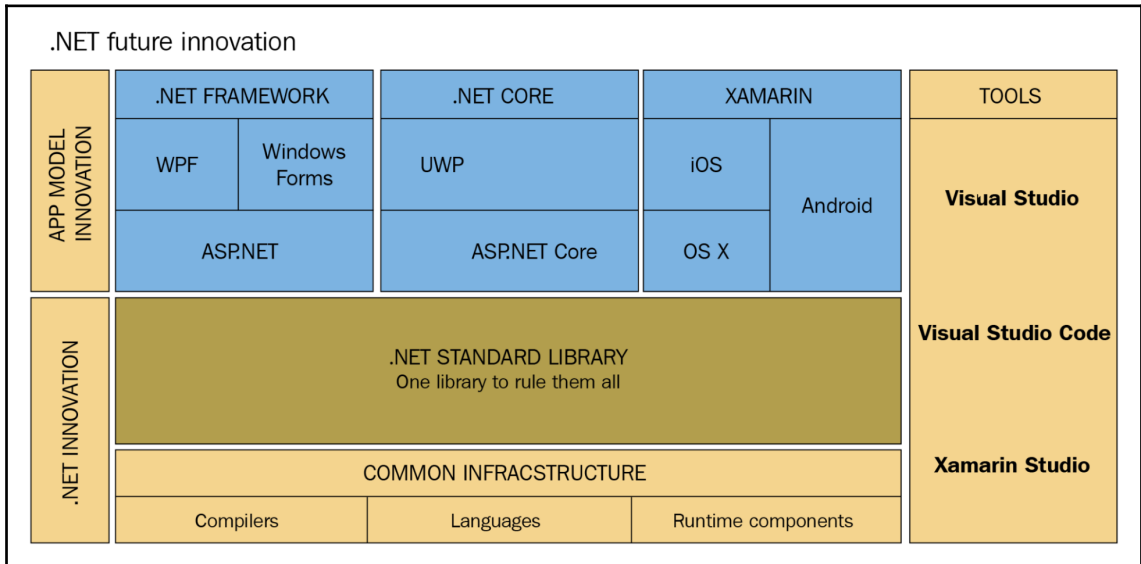 .NET future innovation
APP MODEL
INNOVATION
.NET FRAMEWORK
WPF
Windows
Forms
ASP.NET
.NET CORE
UWP
ASP.NET Core
XAMARIN
iOS
OS X
Android
.NET INNOVATION
.NET STANDARD LIBRARY
One library to rule them all
COMMON INFRACSTRUCTURE
Compilers
Languages
Runtime components
TOOLS
Visual Studio
Visual Studio Code
Xamarin Studio